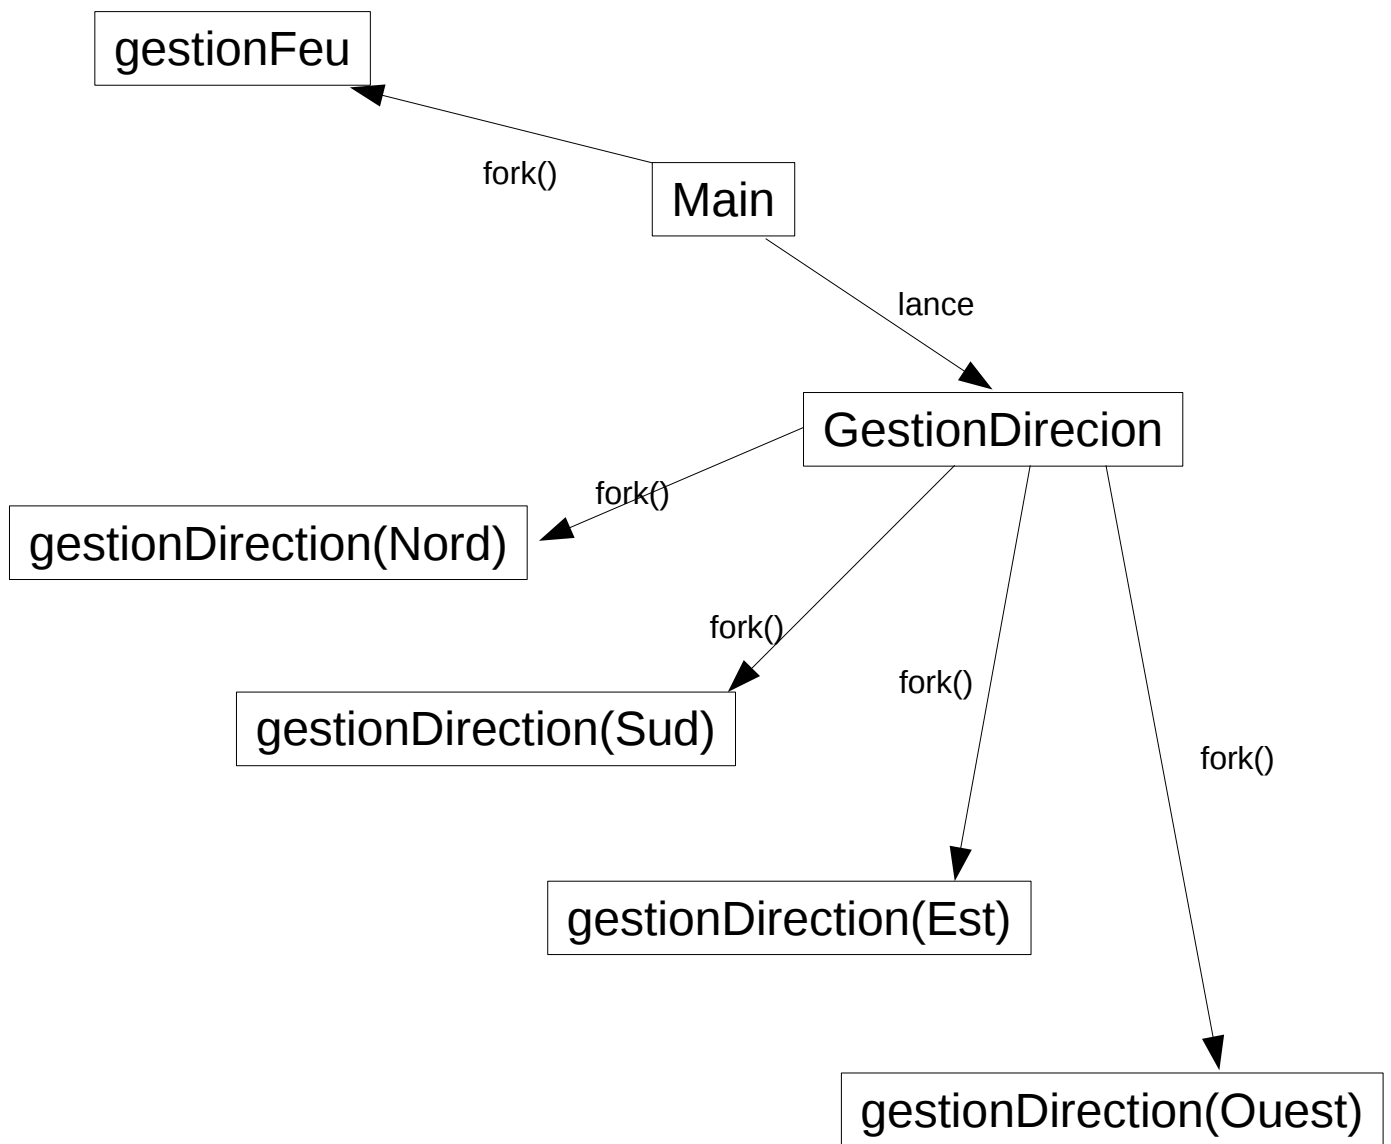 gestionFeu
fork()
Main
lance
GestionDirecion
fork()
gestionDirection(Nord)
fork()
gestionDirection(Sud)
fork()
fork()
gestionDirection(Est)
gestionDirection(Ouest)